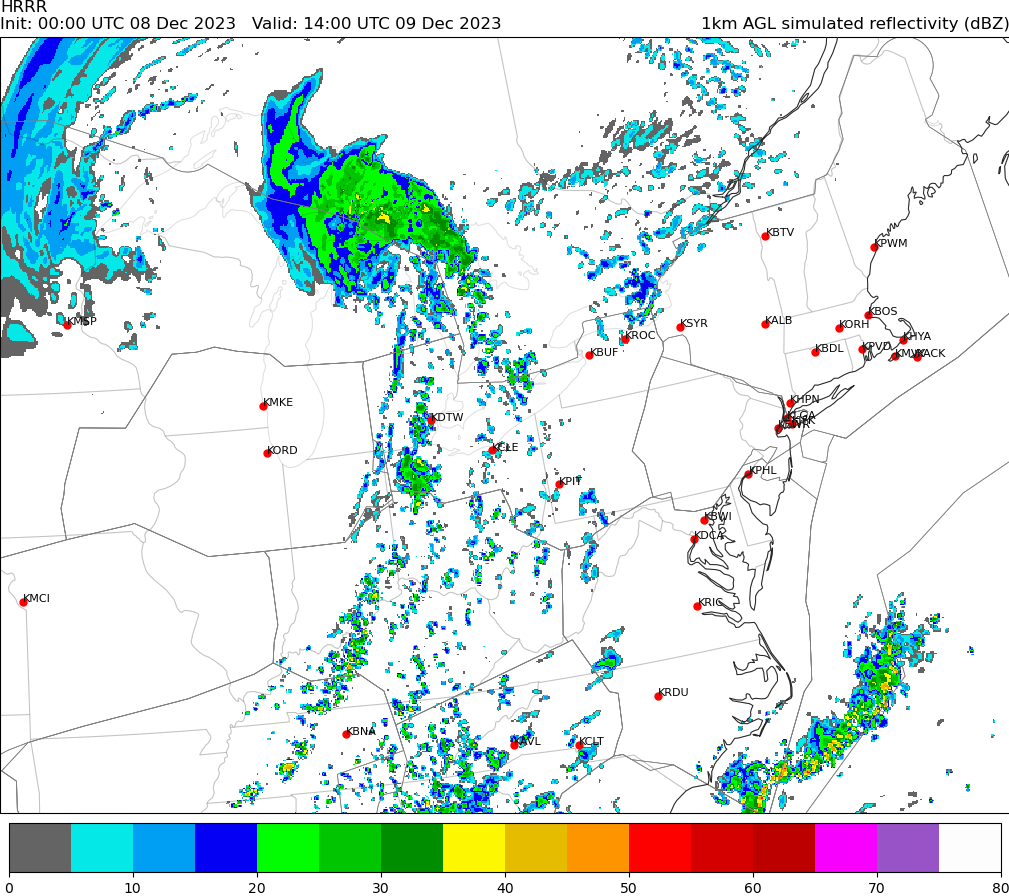 HRRR
Init: 00:00 UTC 08 Dec 2023 Valid: 14:00 UTC 09 Dec 2023 1km AGL simulated reflectivity (dBZ)
KBTV
KPWM
KBOS
KMSP
KSYR
KALB
KORH
KROC
KHYA
KBUF
KBDL
KPVD
KACK
KMKE
KHPN
KLGA
KDTW
KORD
KCLE
KPHL
KPIT
KBWI
KDCA
KMCI
KRIC
KRDU
KBNA
KAVL
KCLT
0 10 20 30 40 50 60 70 80